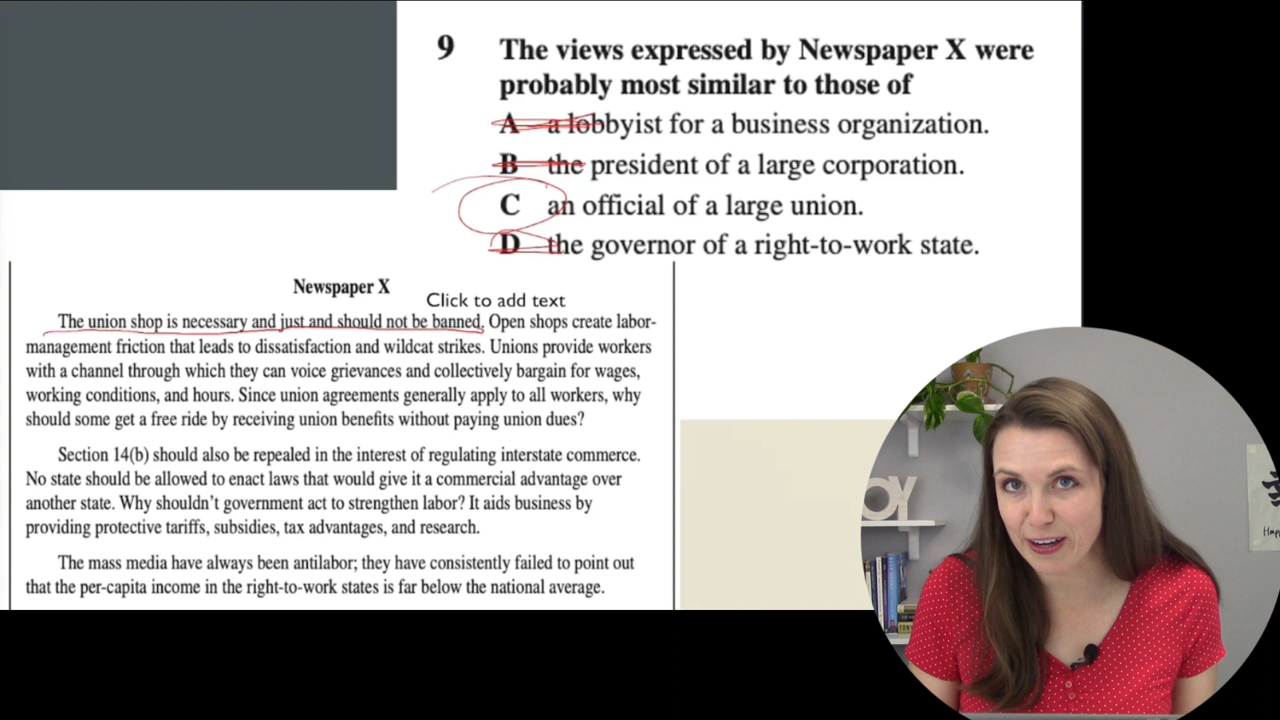 9 The views expressed by Newspaper X were
probably most similar to those of
A a lobbyist for a business organization.
B the president of a large corporation.
C an official of a large union.
D the governor of a right-to-work state.
Newspaper X
Click to add text
The union shop is necessary and just and should not be banned. Open shops create labor-
management friction that leads to dissatisfaction and wildcat strikes. Unions provide workers
with a channel through which they can voice grievances and collectively bargain for wages,
working conditions, and hours. Since union agreements generally apply to all workers, why
should some get a free ride by receiving union benefits without paying union dues?
Section 14(b) should also be repealed in the interest of regulating interstate commerce.
No state should be allowed to enact laws that would give it a commercial advantage over
another state. Why shouldn't government act to strengthen labor? It aids business by
providing protective tariffs, subsidies, tax advantages, and research.
The mass media have always been antilabor; they have consistently failed to point out
that the per-capita income in the right-to-work states is far below the national average.
OY